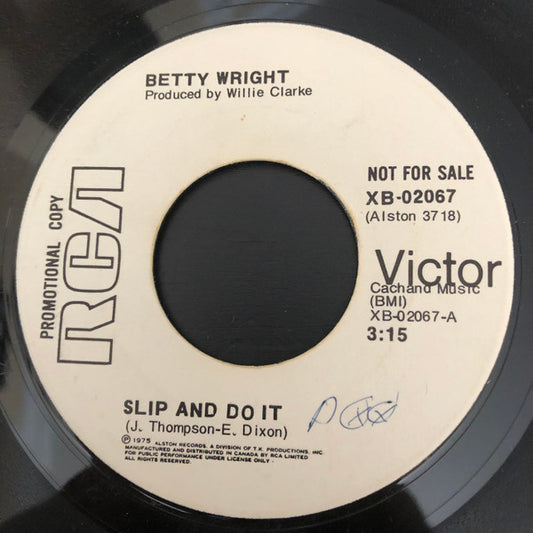 BETTY WRIGHT
Produced by Willie Clarke
PROMOTIONAL COPY
RCA
NOT FOR SALE
XB-02067
(Alston 3718)
Victor
Cachand Music
(BMI)
XB-02067-A
3:15
SLIP AND DO IT
(J. Thompson-E. Dixon)
Ⓟ 1975 ALSTON RECORDS. A DIVISION OF T.K. PRODUCTIONS, INC.
MANUFACTURED AND DISTRIBUTED IN CANADA BY RCA LIMITED
FOR PUBLIC PERFORMANCE UNDER LICENSE ONLY.
ALL RIGHTS RESERVED.